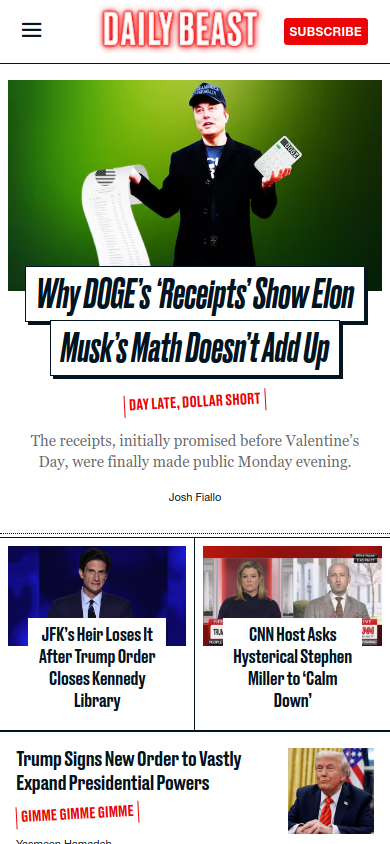 DAILY BEAST
SUBSCRIBE
Why DOGE's 'Receipts' Show Elon
Musk's Math Doesn't Add Up
DAY LATE, DOLLAR SHORT
The receipts, initially promised before Valentine's
Day, were finally made public Monday evening.
Josh Fiallo
JFK's Heir Loses It
After Trump Order
Closes Kennedy
Library
CNN Host Asks
Hysterical Stephen
Miller to 'Calm
Down'
Trump Signs New Order to Vastly
Expand Presidential Powers
GIMME GIMME GIMME
Yasmeen Hamadeh